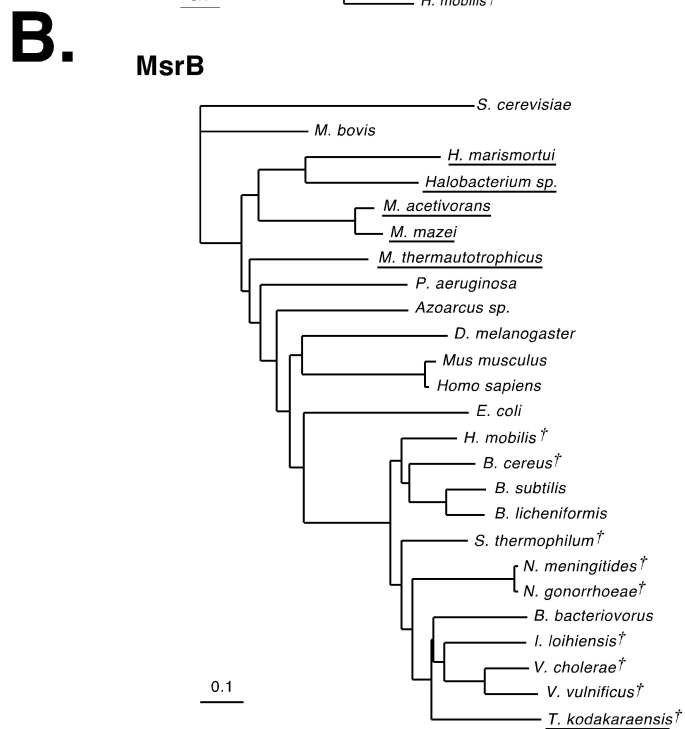 H. mobilis†
B.
MsrB
S. cerevisiae
M. bovis
H. marismortui
Halobacterium sp.
M. acetivorans
M. mazei
M. thermautotrophicus
P. aeruginosa
Azoarcus sp.
D. melanogaster
Mus musculus
Homo sapiens
E. coli
H. mobilis†
B. cereus†
B. subtilis
B. licheniformis
S. thermophilum†
N. meningitides†
N. gonorrhoeae†
B. bacteriovorus
I. loihiensis†
V. cholerae†
V. vulnificus†
0.1
T. kodakaraensis†